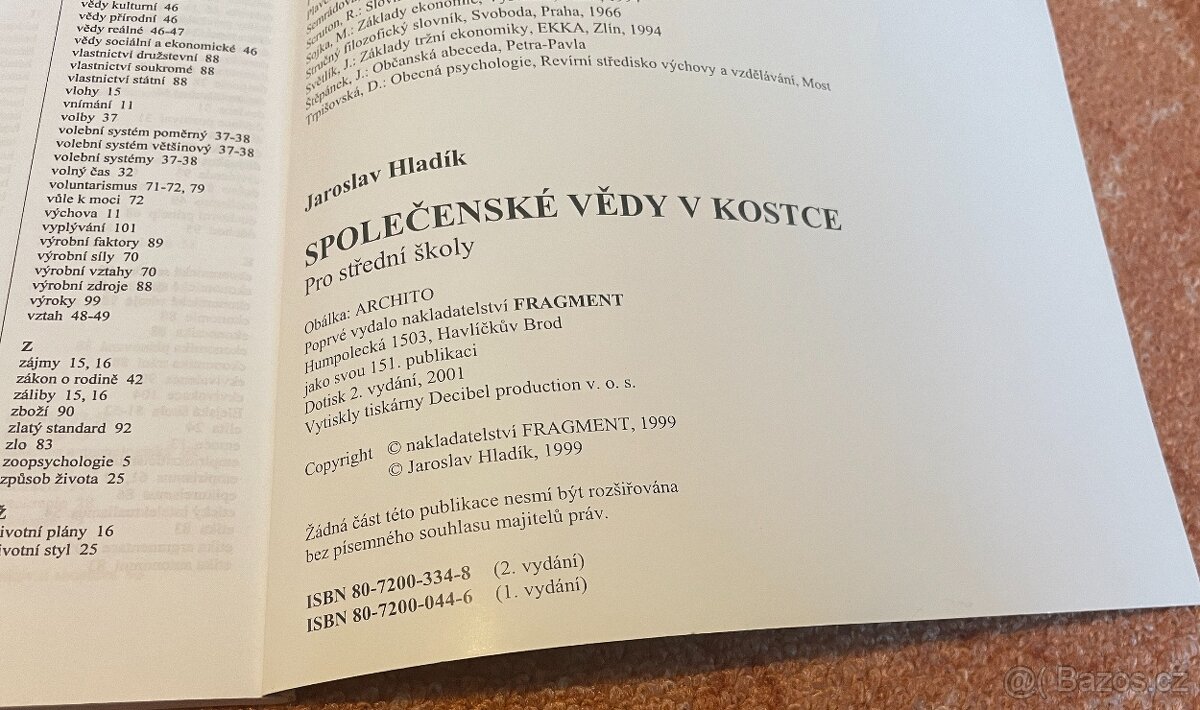 vědy kulturní 46
vědy přírodní 46
vědy reálné 46-47
vědy sociální a ekonomické 46
vlastnictví družstevní 88
vlastnictví soukromé 88
vlastnictví státní 88
vlohy 15
vnímání 11
volby 37
volební systém poměrný 37-38
volební systém většinový 37-38
volební systémy 37-38
volný čas 32
voluntarismus 71-72, 79
vůle k moci 72
výchova 11
vyplývání 101
výrobní faktory 89
výrobní síly 70
výrobní vztahy 70
výrobní zdroje 88
výroky 99
vztah 48-49
Z
zájmy 15, 16
zákon o rodině 42
záliby 15, 16
zboží 90
zlatý standard 92
zlo 83
zoopsychologie 5
způsob života 25
Ž
ivotní plány 16
ivotní styl 25
Scruton, R.:
Sojka, M.: Základy ekonomie,
Stručný filozofický slovník, Svoboda, Praha, 1966
Světlík, J.: Základy tržní ekonomiky, EKKA, Zlín, 1994
Štěpánek, J.: Občanská abeceda, Petra-Pavla
Trpišovská, D.: Obecná psychologie, Revírní středisko výchovy a vzdělávání, Most
Jaroslav Hladík
SPOLEČENSKÉ VĚDY V KOSTCE
Pro střední školy
Obálka: ARCHITO
Poprvé vydalo nakladatelství FRAGMENT
Humpolecká 1503, Havlíčkův Brod
jako svou 151. publikaci
Dotisk 2. vydání, 2001
Vytiskly tiskárny Decibel production v. o. s.
Copyright © nakladatelství FRAGMENT, 1999
© Jaroslav Hladík, 1999
Žádná část této publikace nesmí být rozšiřována
bez písemného souhlasu majitelů práv.
ISBN 80-7200-334-8 (2. vydání)
ISBN 80-7200-044-6 (1. vydání)
Bazoš.cz